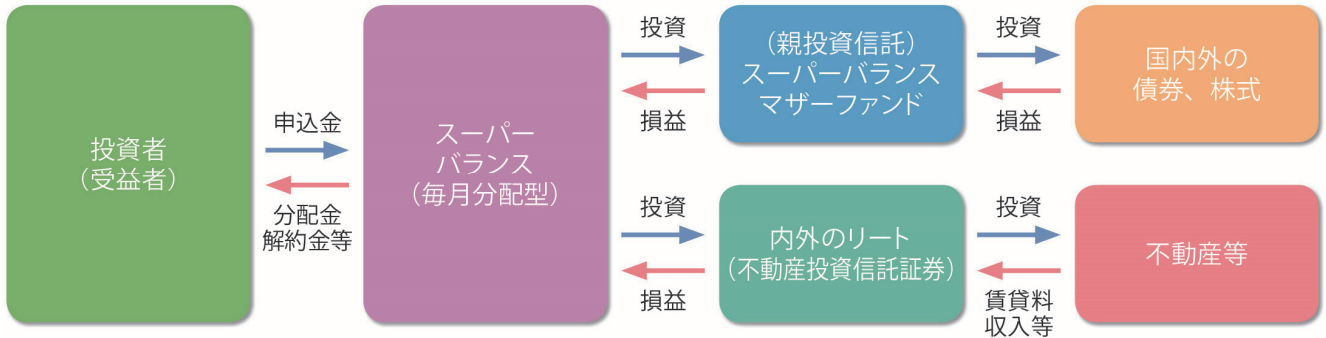 投資者
（受益者）
申込金
分配金
解約金等
スーパー
バランス
（毎月分配型）
投資
損益
（親投資信託）
スーパーバランス
マザーファンド
投資
損益
国内外の
債券、株式
投資
損益
内外のリート
（不動産投資信託証券）
投資
賃貸料
収入等
不動産等